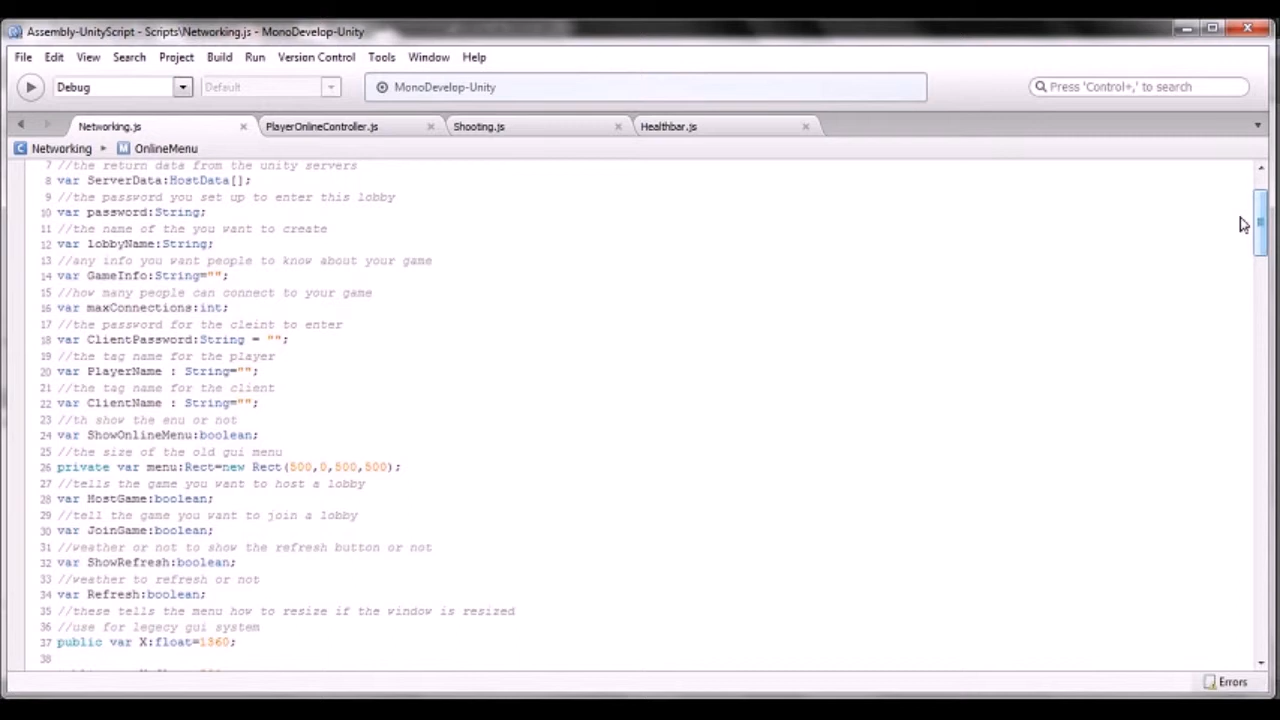 Assembly-UnityScript - Scripts\Networking.js - MonoDevelop-Unity
File Edit View Search Project Build Run Version Control Tools Window Help
Debug Default MonoDevelop-Unity Press 'Control+,' to search
Networking.js PlayerOnlineController.js Shooting.js Healthbar.js
C Networking M OnlineMenu
7 //the return data from the unity servers
8 var ServerData:HostData[];
9 //the password you set up to enter this lobby
10 var password:String;
11 //the name of the you want to create
12 var lobbyName:String;
13 //any info you want people to know about your game
14 var GameInfo:String="";
15 //how many people can connect to your game
16 var maxConnections:int;
17 //the password for the cleint to enter
18 var ClientPassword:String = "";
19 //the tag name for the player
20 var PlayerName : String="";
21 //the tag name for the client
22 var ClientName : String="";
23 //th show the enu or not
24 var ShowOnlineMenu:boolean;
25 //the size of the old gui menu
26 private var menu:Rect=new Rect(500,0,500,500);
27 //tells the game you want to host a lobby
28 var HostGame:boolean;
29 //tell the game you want to join a lobby
30 var JoinGame:boolean;
31 //weather or not to show the refresh button or not
32 var ShowRefresh:boolean;
33 //weather to refresh or not
34 var Refresh:boolean;
35 //these tells the menu how to resize if the window is resized
36 //use for legecy gui system
37 public var X:float=1360;
38
Errors